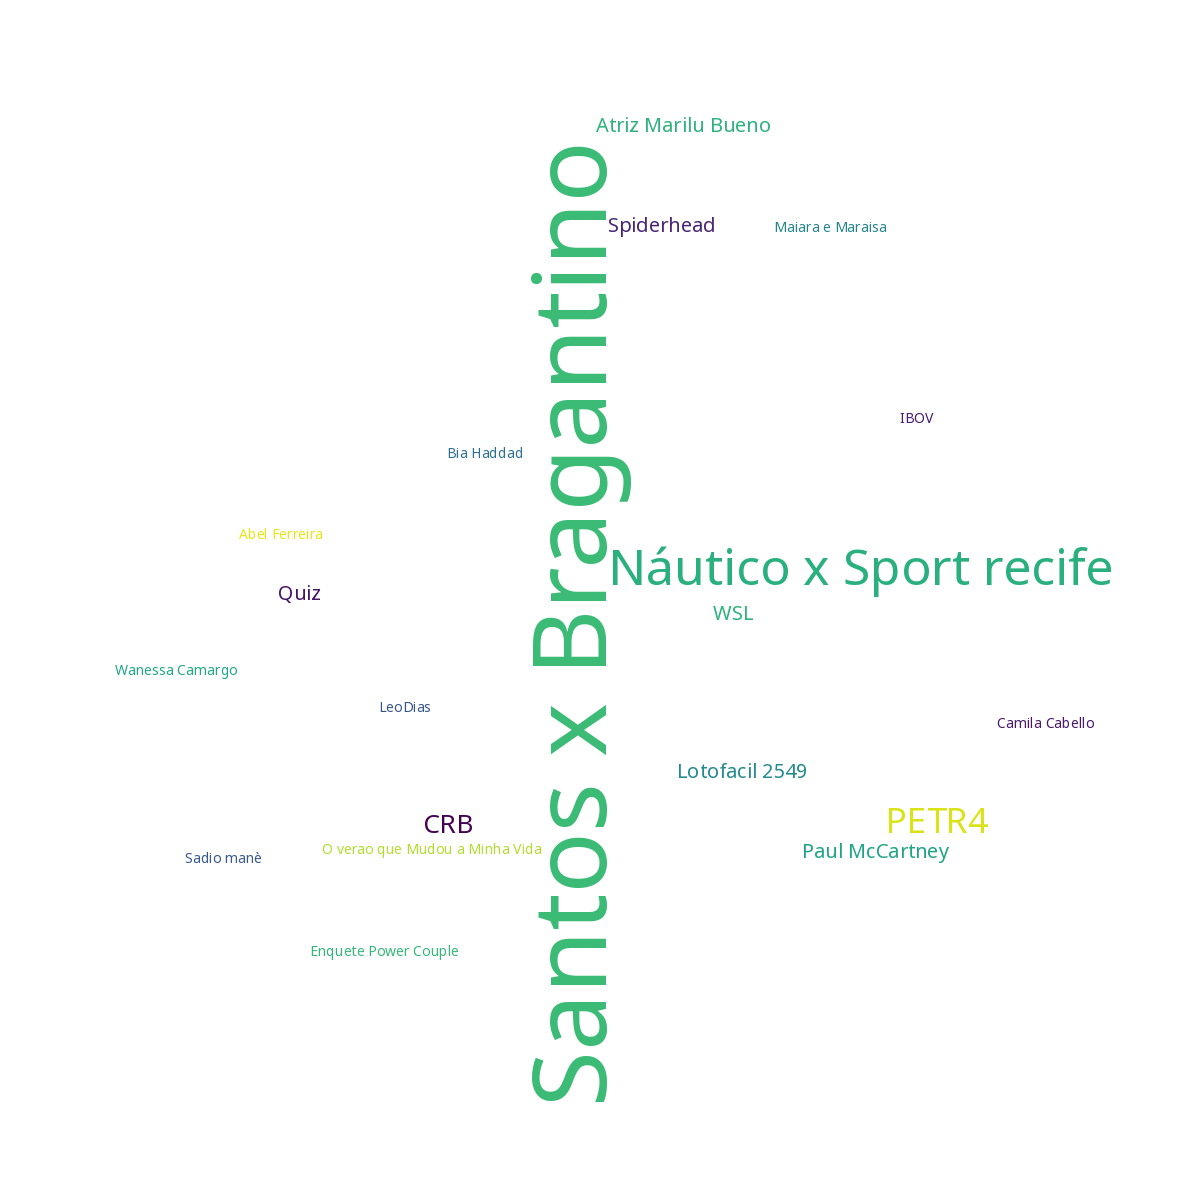 Atriz Marilu Bueno
Spiderhead
Maiara e Maraisa
Santos x Bragantino
IBOV
Bia Haddad
Abel Ferreira
Náutico x Sport recife
Quiz
WSL
Wanessa Camargo
LeoDias
Camila Cabello
Lotofacil 2549
PETR4
CRB
O verao que Mudou a Minha Vida
Paul McCartney
Sadio manè
Enquete Power Couple